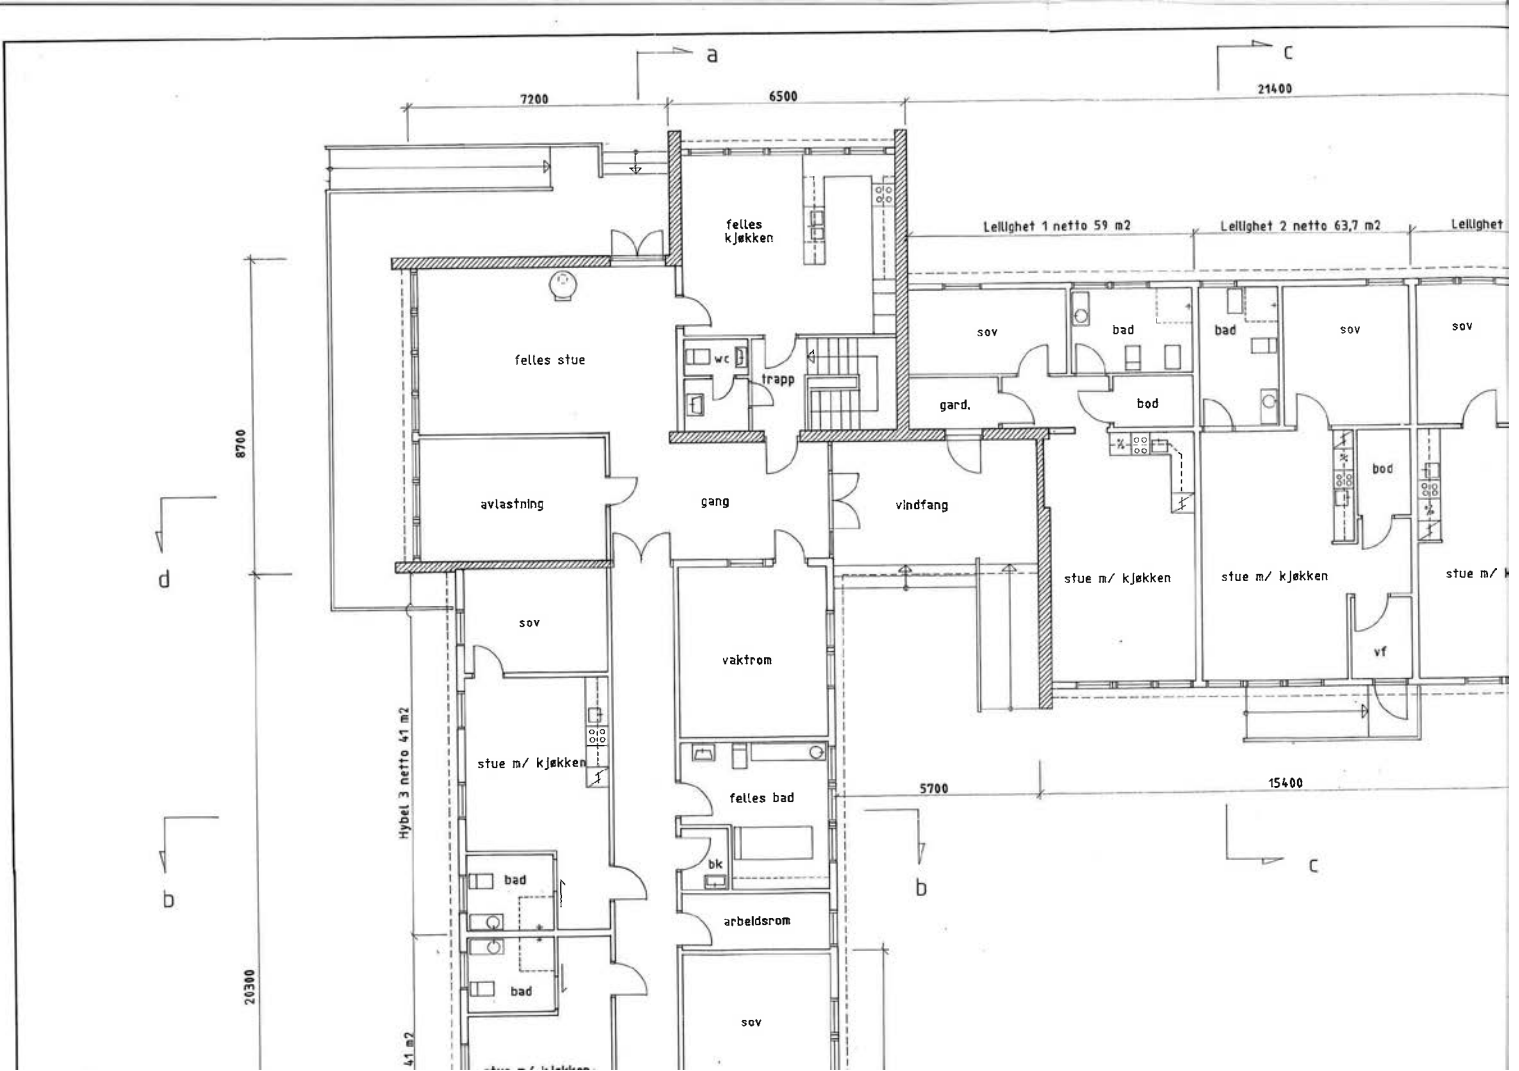 a
c
7200
6500
21400
felles
kjøkken
Leilighet 1 netto 59 m2
Leilighet 2 netto 63,7 m2
Leilighet
felles stue
wc
trapp
sov
bad
bad
sov
sov
gard.
bod
8700
avlastning
gang
vindfang
bod
d
sov
stue m/ kjøkken
stue m/ kjøkken
stue m/
vaktrom
vf
Hybel 3 netto 41 m2
stue m/ kjøkken
felles bad
5700
15400
bk
bad
b
b
c
arbeidsrom
20300
bad
sov
41 m2
stue m/ kjøkken